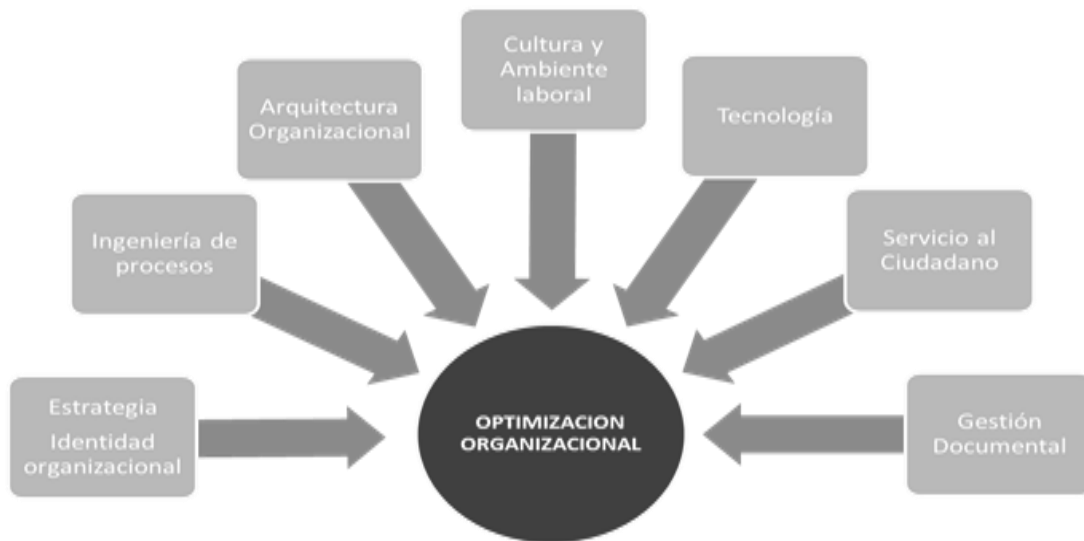 Cultura y
Ambiente
laboral
Arquitectura
Organizacional
Tecnología
Ingeniería de
procesos
Servicio al
Ciudadano
Estrategia
Identidad
organizacional
OPTIMIZACION
ORGANIZACIONAL
Gestión
Documental